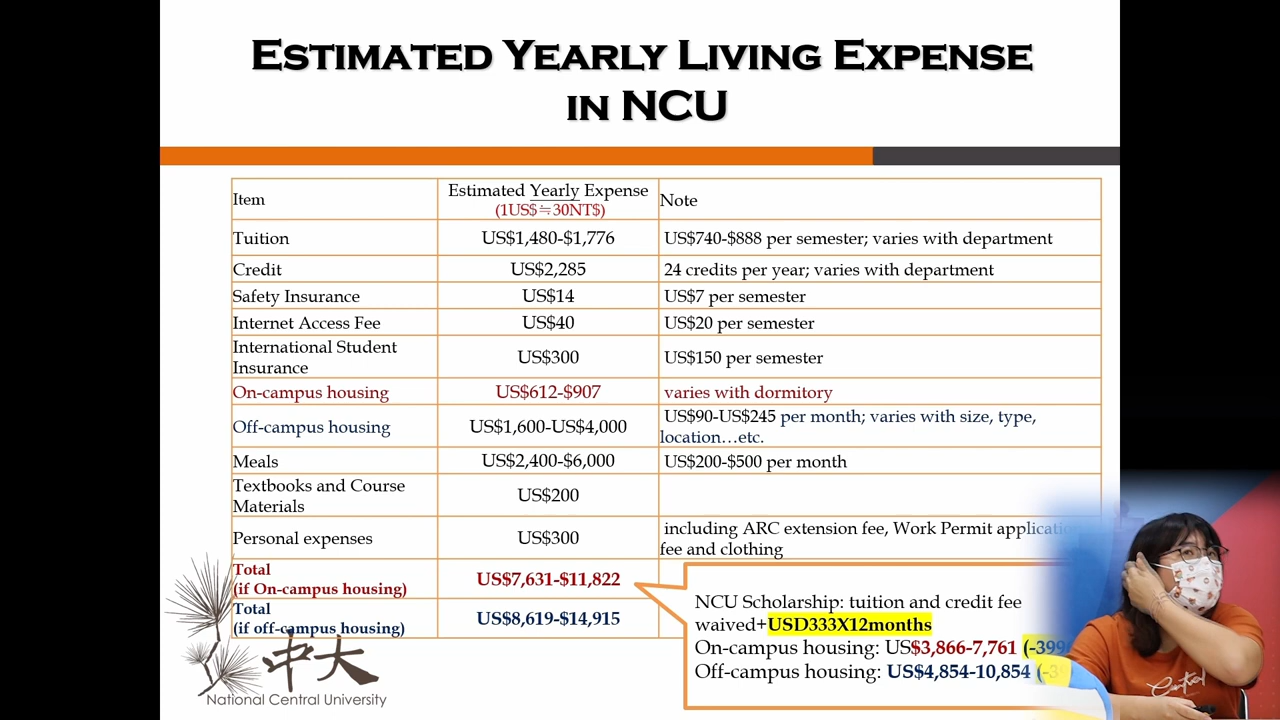 ESTIMATED YEARLY LIVING EXPENSE
IN NCU
Item
Estimated Yearly Expense
(1US$≒30NT$)
Note
Tuition
US$1,480-$1,776
US$740-$888 per semester; varies with department
Credit
US$2,285
24 credits per year; varies with department
Safety Insurance
US$14
US$7 per semester
Internet Access Fee
US$40
US$20 per semester
International Student
Insurance
US$300
US$150 per semester
On-campus housing
US$612-$907
varies with dormitory
Off-campus housing
US$1,600-US$4,000
US$90-US$245 per month; varies with size, type,
location…etc.
Meals
US$2,400-$6,000
US$200-$500 per month
Textbooks and Course
Materials
US$200
Personal expenses
US$300
including ARC extension fee, Work Permit application
fee and clothing
Total
(if On-campus housing)
US$7,631-$11,822
Total
(if off-campus housing)
US$8,619-$14,915
NCU Scholarship: tuition and credit fee
waived+USD333X12months
On-campus housing: US$3,866-7,761
Off-campus housing: US$4,854-10,854
中大
National Central University
Central